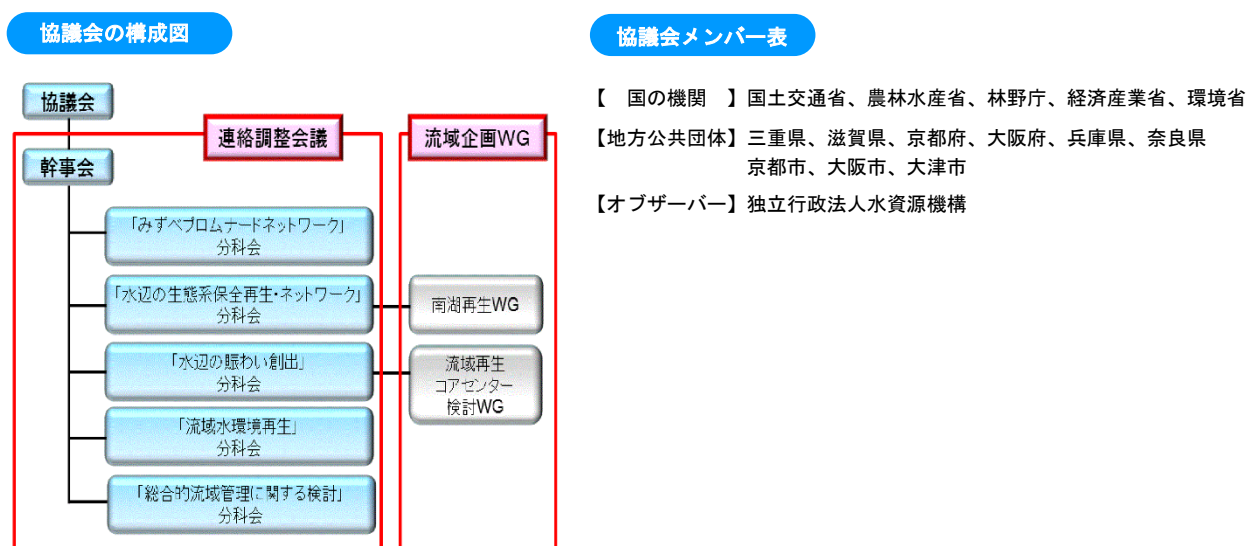 協議会の構成図
協議会
連絡調整会議
流域企画WG
幹事会
「みずべプロムナードネットワーク」
分科会
「水辺の生態系保全再生・ネットワーク」
分科会
南湖再生WG
「水辺の賑わい創出」
分科会
流域再生
コアセンター
検討WG
「流域水環境再生」
分科会
「総合的流域管理に関する検討」
分科会
協議会メンバー表
【　国の機関　】国土交通省、農林水産省、林野庁、経済産業省、環境省
【地方公共団体】三重県、滋賀県、京都府、大阪府、兵庫県、奈良県
京都市、大阪市、大津市
【オブザーバー】独立行政法人水資源機構